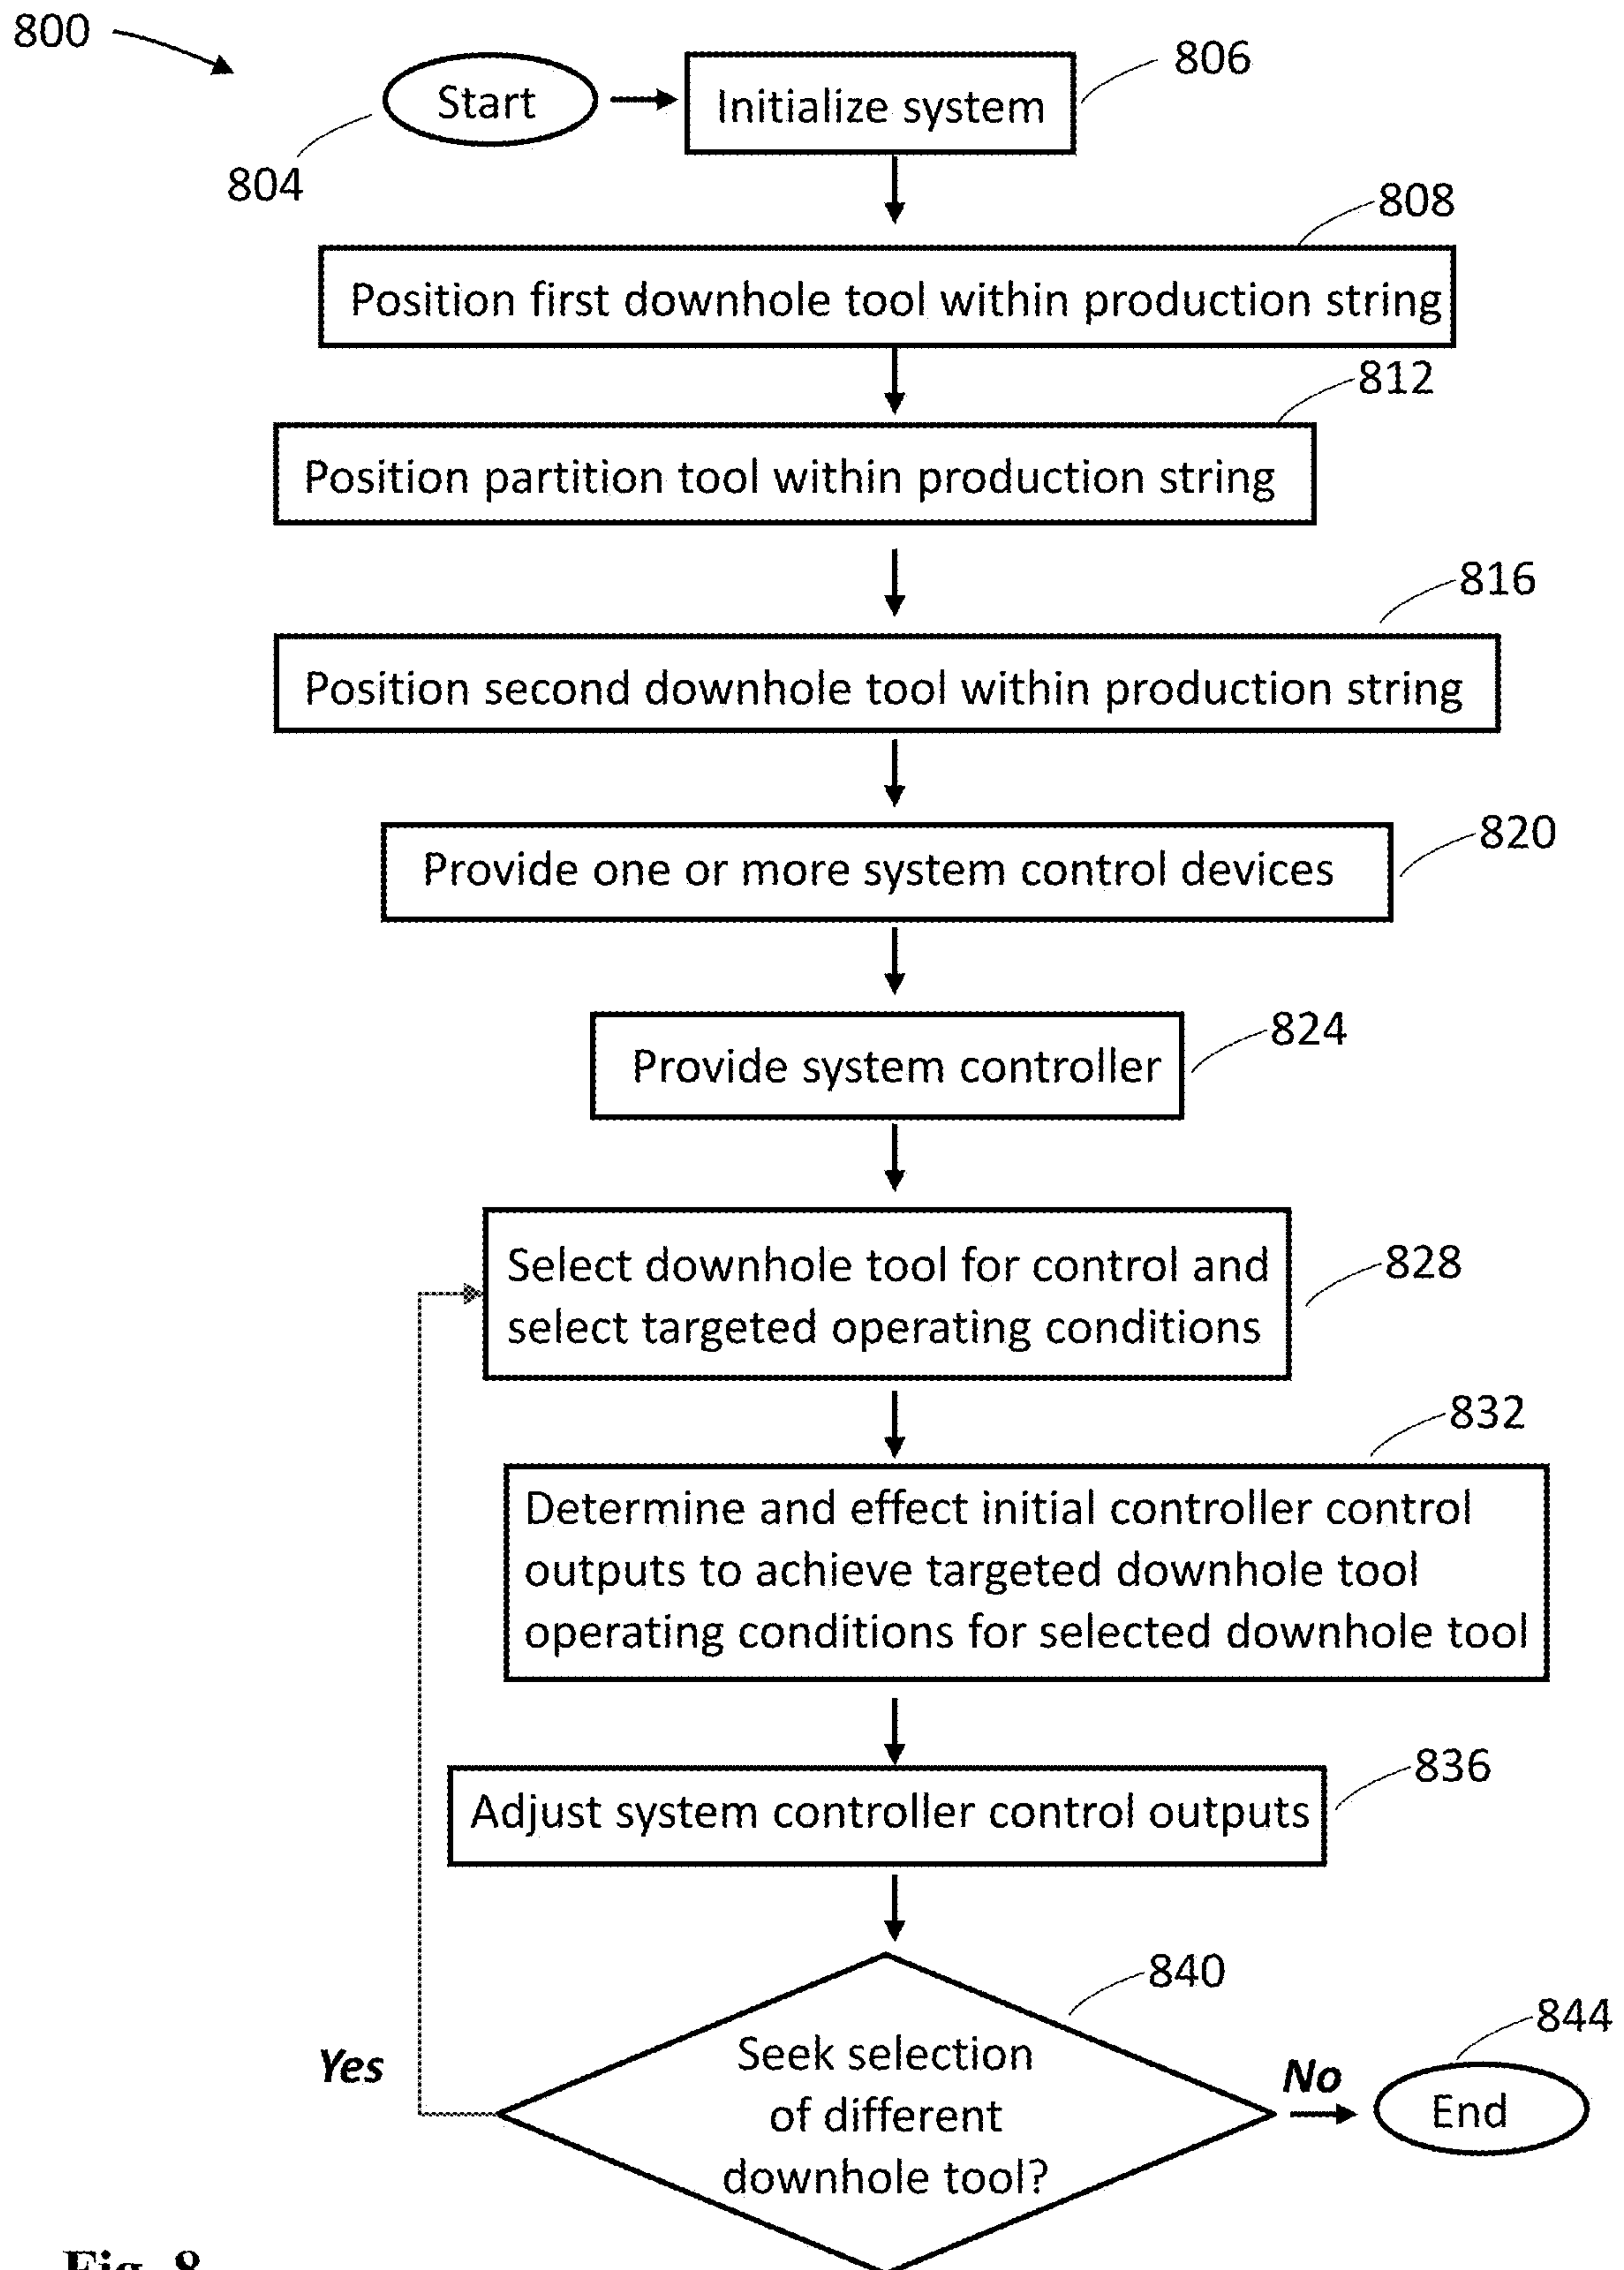 800
Start
804
Initialize system
806
808
Position first downhole tool within production string
812
Position partition tool within production string
816
Position second downhole tool within production string
820
Provide one or more system control devices
824
Provide system controller
828
Select downhole tool for control and
select targeted operating conditions
832
Determine and effect initial controller control
outputs to achieve targeted downhole tool
operating conditions for selected downhole tool
836
Adjust system controller control outputs
840
Seek selection
of different
downhole tool?
Yes
No
844
End
Fig. 8